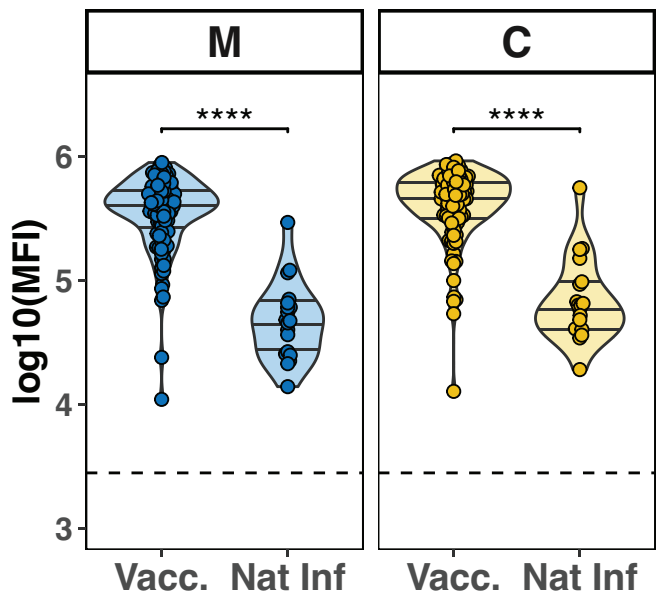 M
C
****
****
6
5
4
3
log10(MFI)
Vacc. Nat Inf
Vacc. Nat Inf